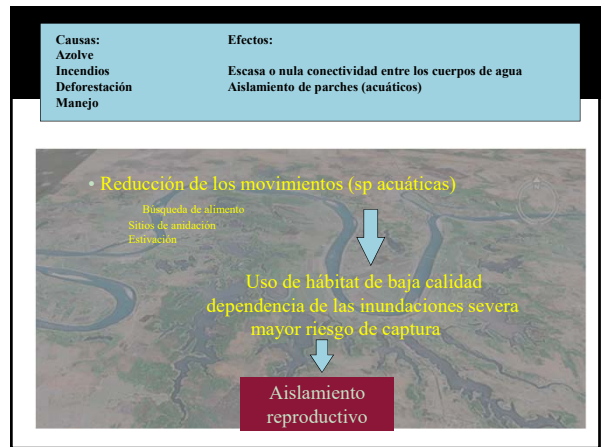 Causas: Efectos:
Azolve
Incendios Escasa o nula conectividad entre los cuerpos de agua
Deforestación Aislamiento de parches (acuáticos)
Manejo
• Reducción de los movimientos (sp acuáticas)
Búsqueda de alimento
Sitios de anidación
Estivación
Uso de hábitat de baja calidad
dependencia de las inundaciones severa
mayor riesgo de captura
Aislamiento
reproductivo